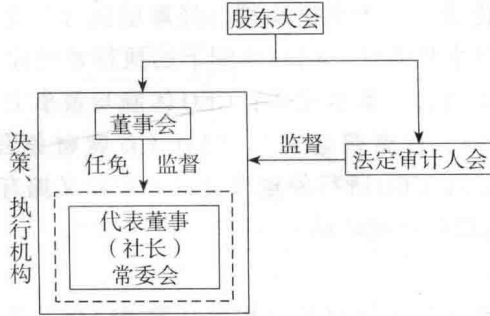 股东大会
董事会
任免 监督
代表董事
（社长）
常委会
决策 执行机构
监督
法定审计人会